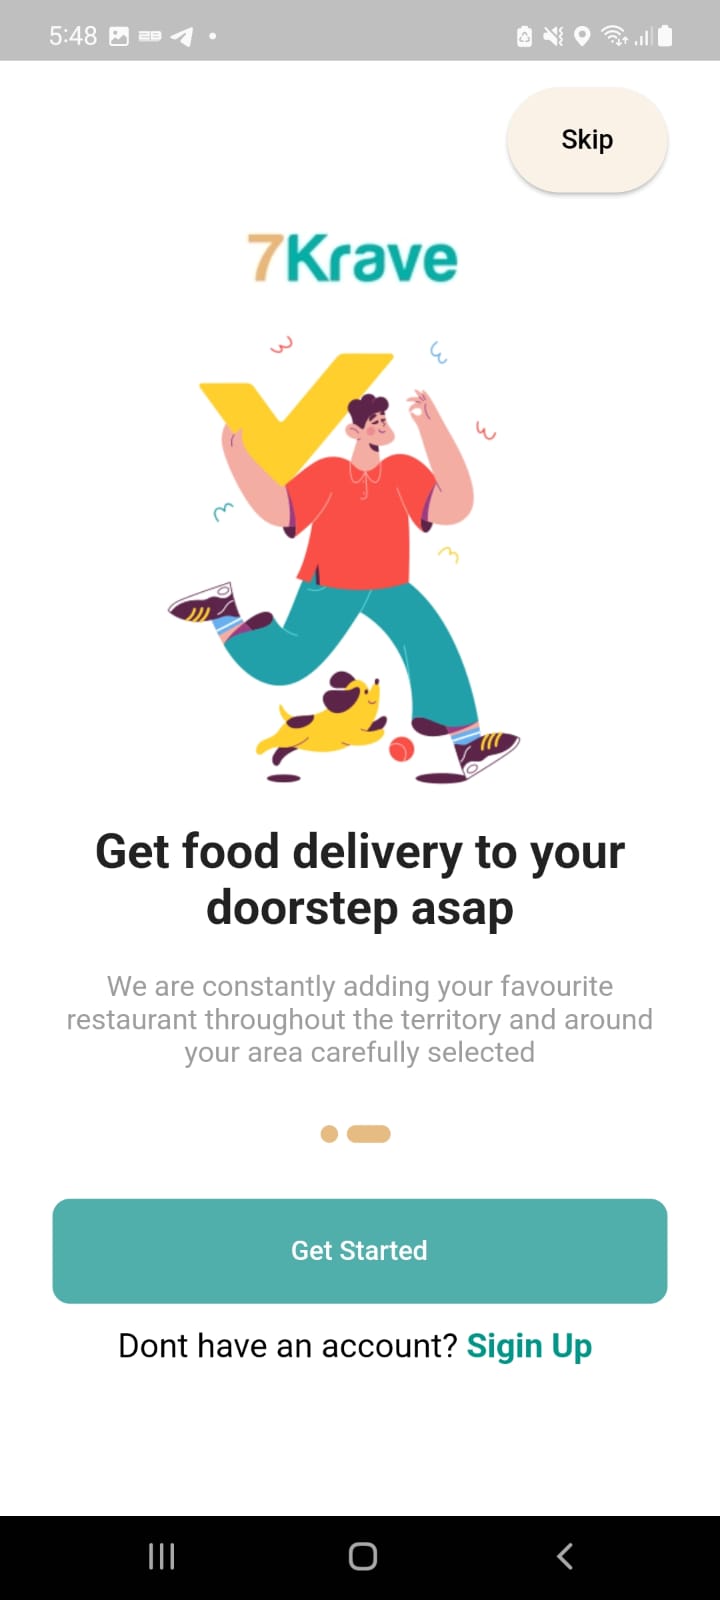 5:48
Skip
7Krave
Get food delivery to your
doorstep asap
We are constantly adding your favourite
restaurant throughout the territory and around
your area carefully selected
Get Started
Dont have an account? Sigin Up